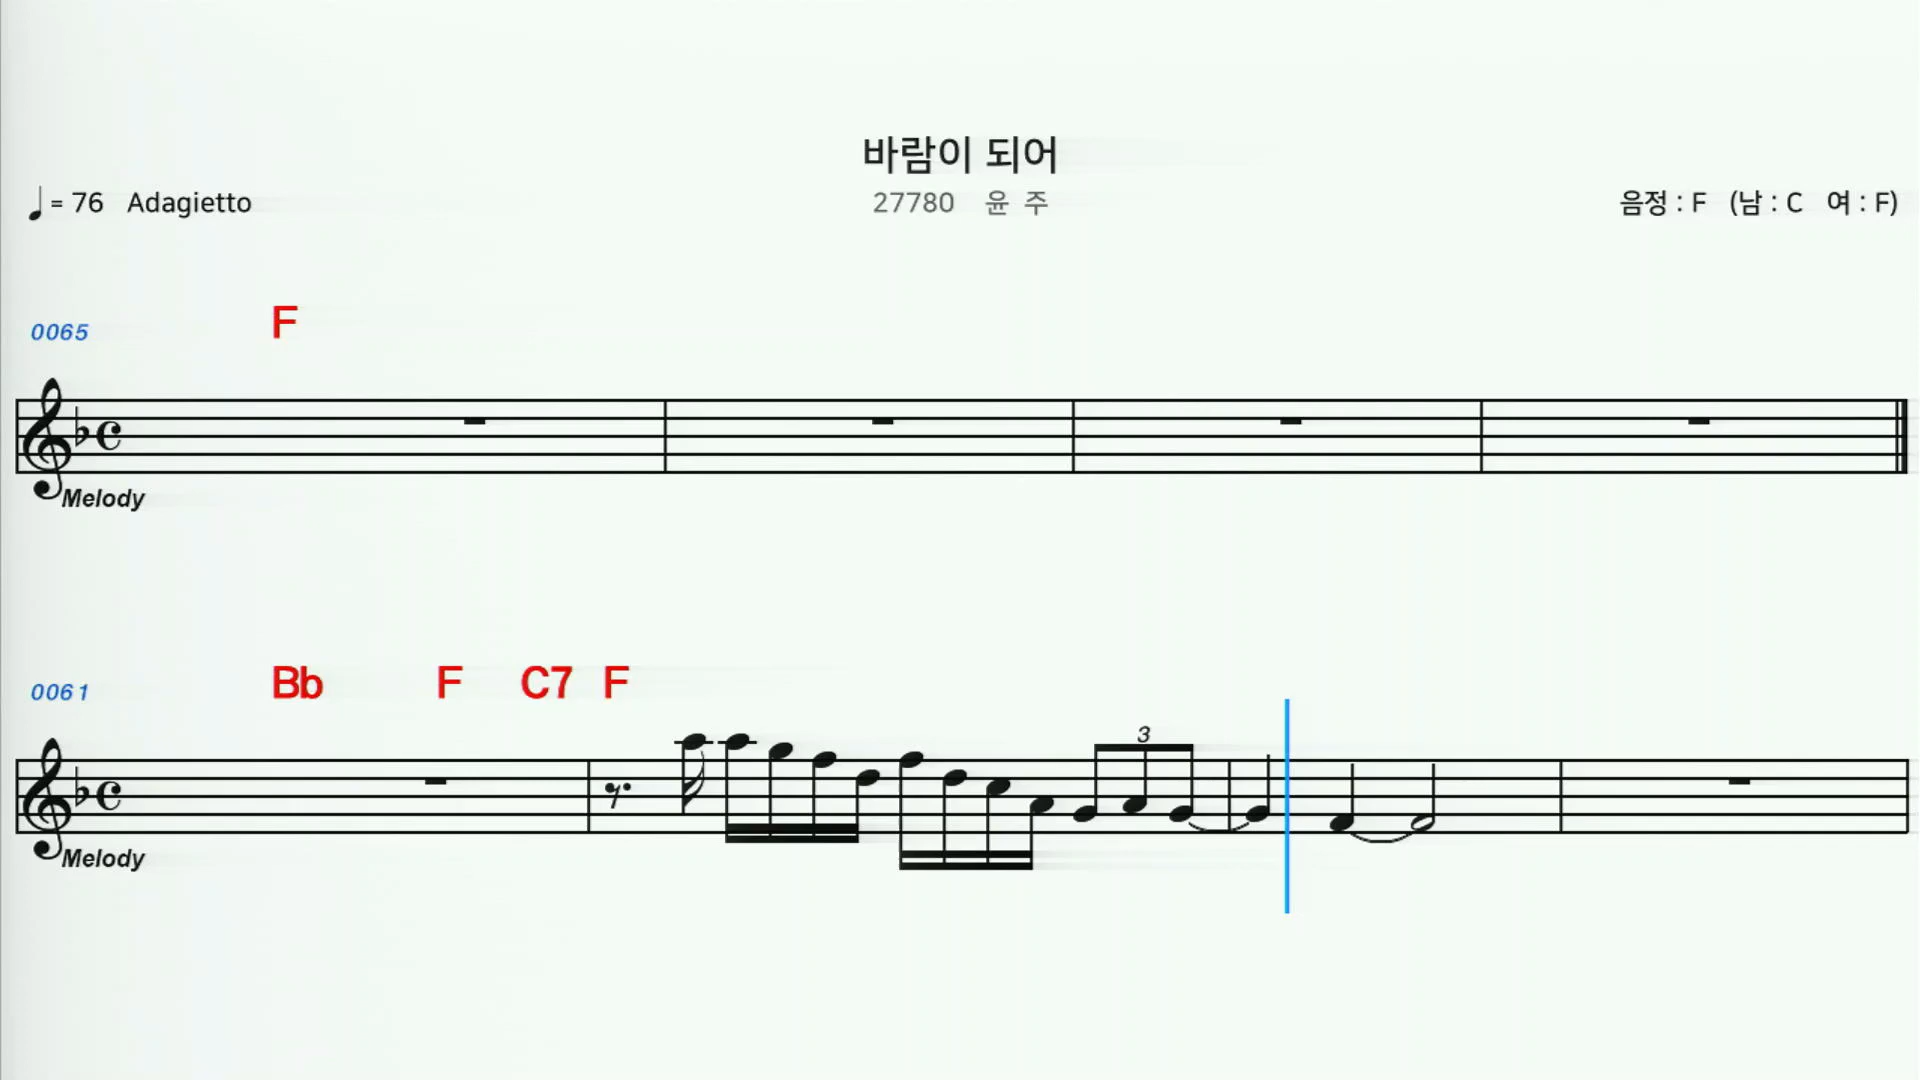 바람이 되어
♩= 76 Adagietto
27780 윤 주
음정 : F (남 : C 여 : F)
0065 F
Melody
0061 Bb F C7 F
3
Melody